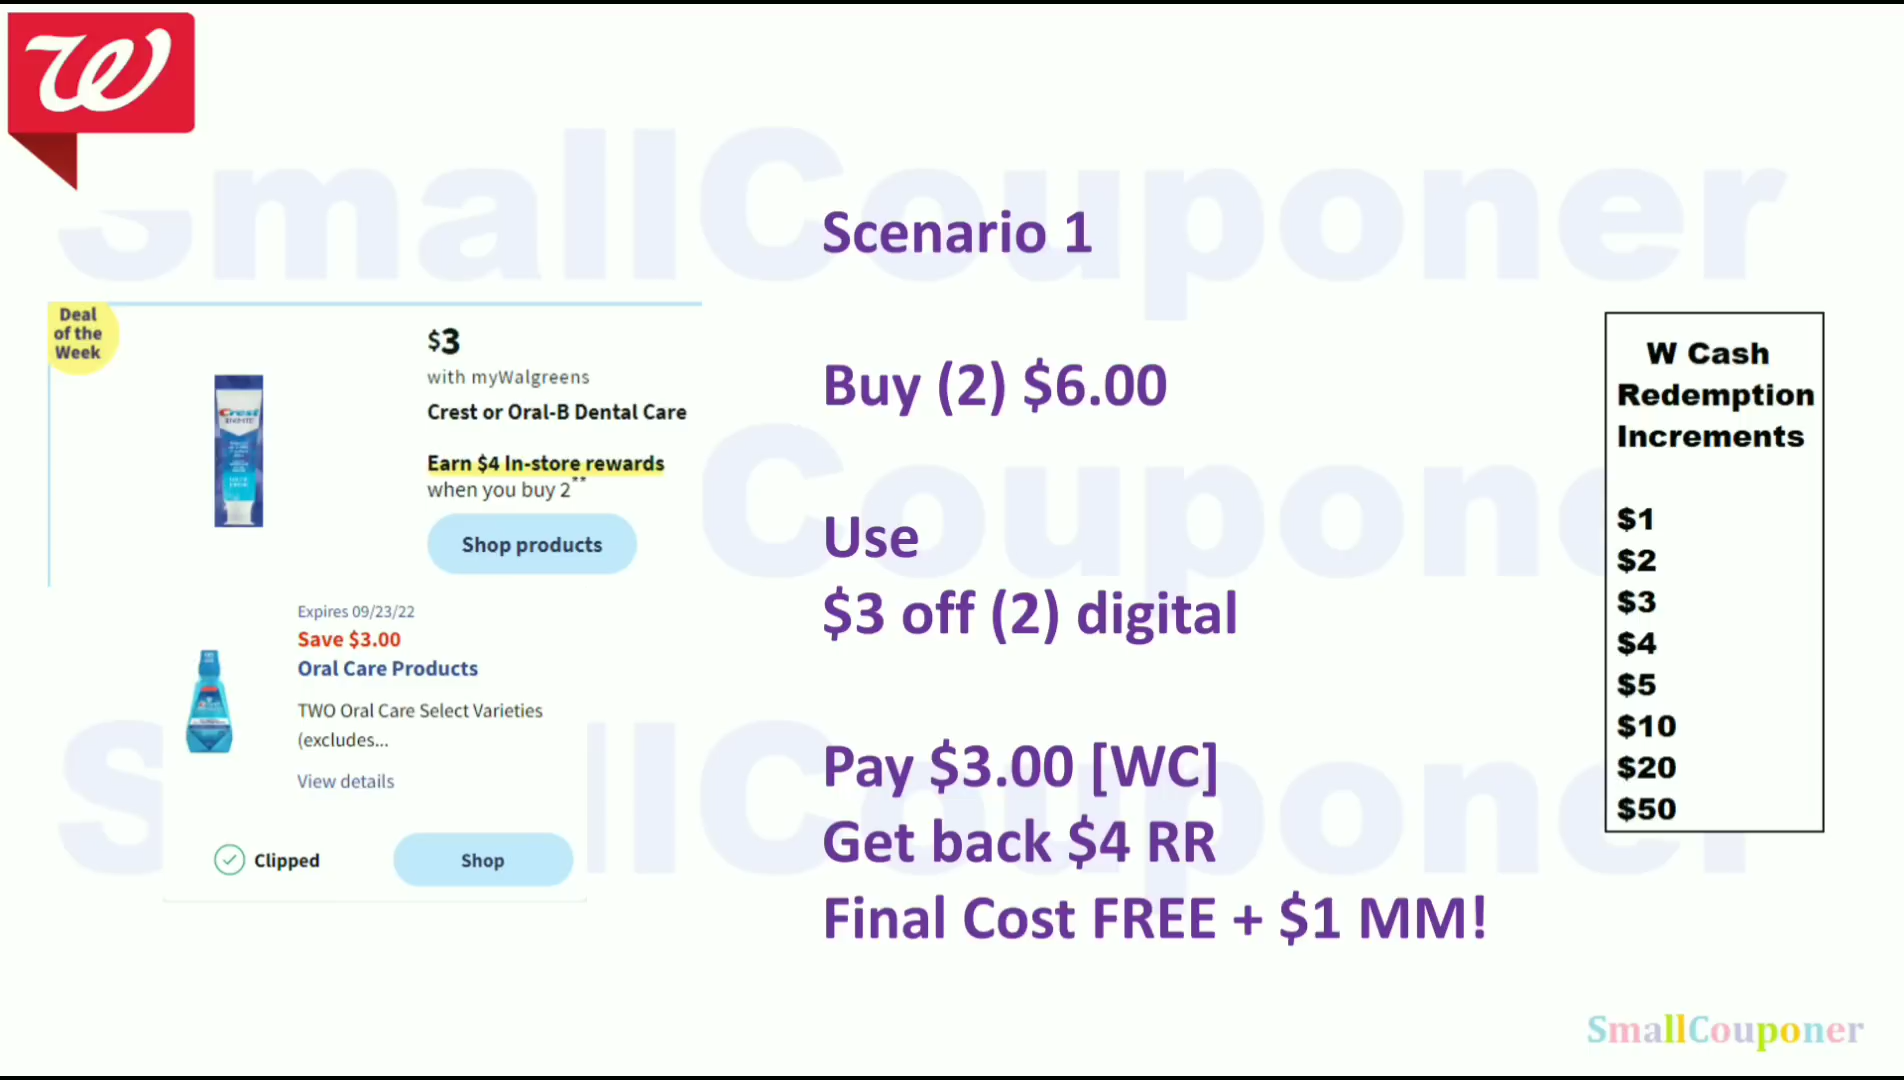 W
Deal
of the
Week
$3
with myWalgreens
Crest or Oral-B Dental Care
Earn $4 In-store rewards
when you buy 2**
Shop products
Crest
Expires 09/23/22
Save $3.00
Oral Care Products
TWO Oral Care Select Varieties
(excludes...
View details
Clipped
Shop
Scenario 1
Buy (2) $6.00
Use
$3 off (2) digital
Pay $3.00 [WC]
Get back $4 RR
Final Cost FREE + $1 MM!
W Cash
Redemption
Increments
$1
$2
$3
$4
$5
$10
$20
$50
SmallCouponer
SmallCouponer
Couponer
SmallCouponer